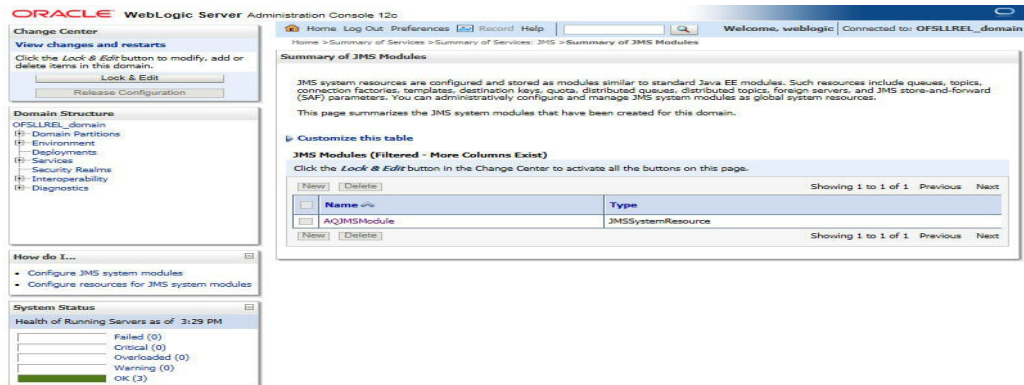 ORACLE WebLogic Server Administration Console 12c
Change Center
View changes and restarts
Click the Lock & Edit button to modify, add or
delete items in this domain.
Lock & Edit
Release Configuration
Domain Structure
OFSLLREL_domain
Domain Partitions
Environment
Deployments
Services
Security Realms
Interoperability
Diagnostics
How do I...
Configure JMS system modules
Configure resources for JMS system modules
System Status
Health of Running Servers as of 3:29 PM
Failed (0)
Critical (0)
Overloaded (0)
Warning (0)
OK (3)
Home Log Out Preferences Record Help
Welcome, weblogic Connected to: OFSLLREL_domain
Home >Summary of Services >Summary of Services: JMS >Summary of JMS Modules
Summary of JMS Modules
JMS system resources are configured and stored as modules similar to standard Java EE modules. Such resources include queues, topics,
connection factories, templates, destination keys, quota, distributed queues, distributed topics, foreign servers, and JMS store-and-forward
(SAF) parameters. You can administratively configure and manage JMS system modules as global system resources.
This page summarizes the JMS system modules that have been created for this domain.
Customize this table
JMS Modules (Filtered - More Columns Exist)
Click the Lock & Edit button in the Change Center to activate all the buttons on this page.
New Delete Showing 1 to 1 of 1 Previous Next
Name Type
AQJMSModule JMSSystemResource
New Delete Showing 1 to 1 of 1 Previous Next